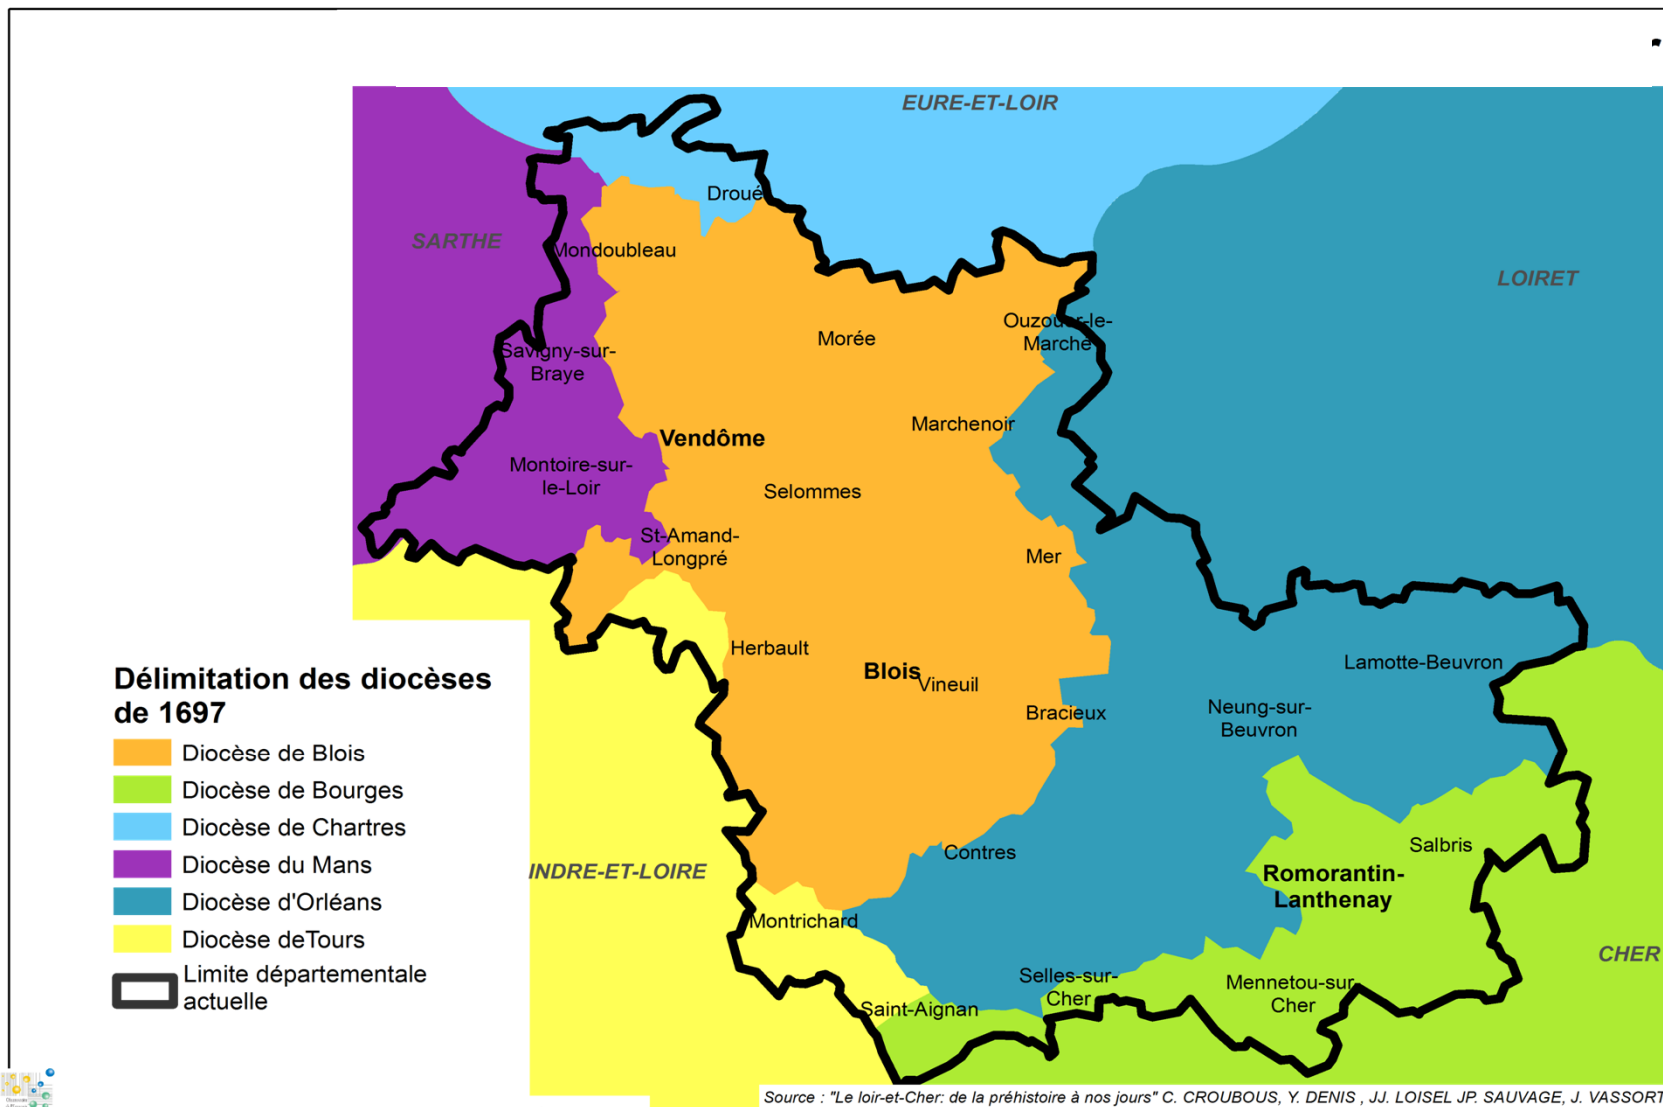 EURE-ET-LOIR
Droué
SARTHE
Mondoubleau
LOIRET
Ouzouer-le-
Marché
Morée
Savigny-sur-
Braye
Marchenoir
Vendôme
Montoire-sur-
le-Loir
Selommes
St-Amand-
Longpré
Mer
Herbault
Lamotte-Beuvron
Blois
Vineuil
Bracieux
Neung-sur-
Beuvron
Contres
Salbris
INDRE-ET-LOIRE
Romorantin-
Lanthenay
Montrichard
CHER
Selles-sur-
Cher
Mennetou-sur
Cher
Saint-Aignan
Délimitation des diocèses
de 1697
Diocèse de Blois
Diocèse de Bourges
Diocèse de Chartres
Diocèse du Mans
Diocèse d'Orléans
Diocèse deTours
Limite départementale
actuelle
Source : "Le loir-et-Cher: de la préhistoire à nos jours" C. CROUBOUS, Y. DENIS , JJ. LOISEL JP. SAUVAGE, J. VASSORT